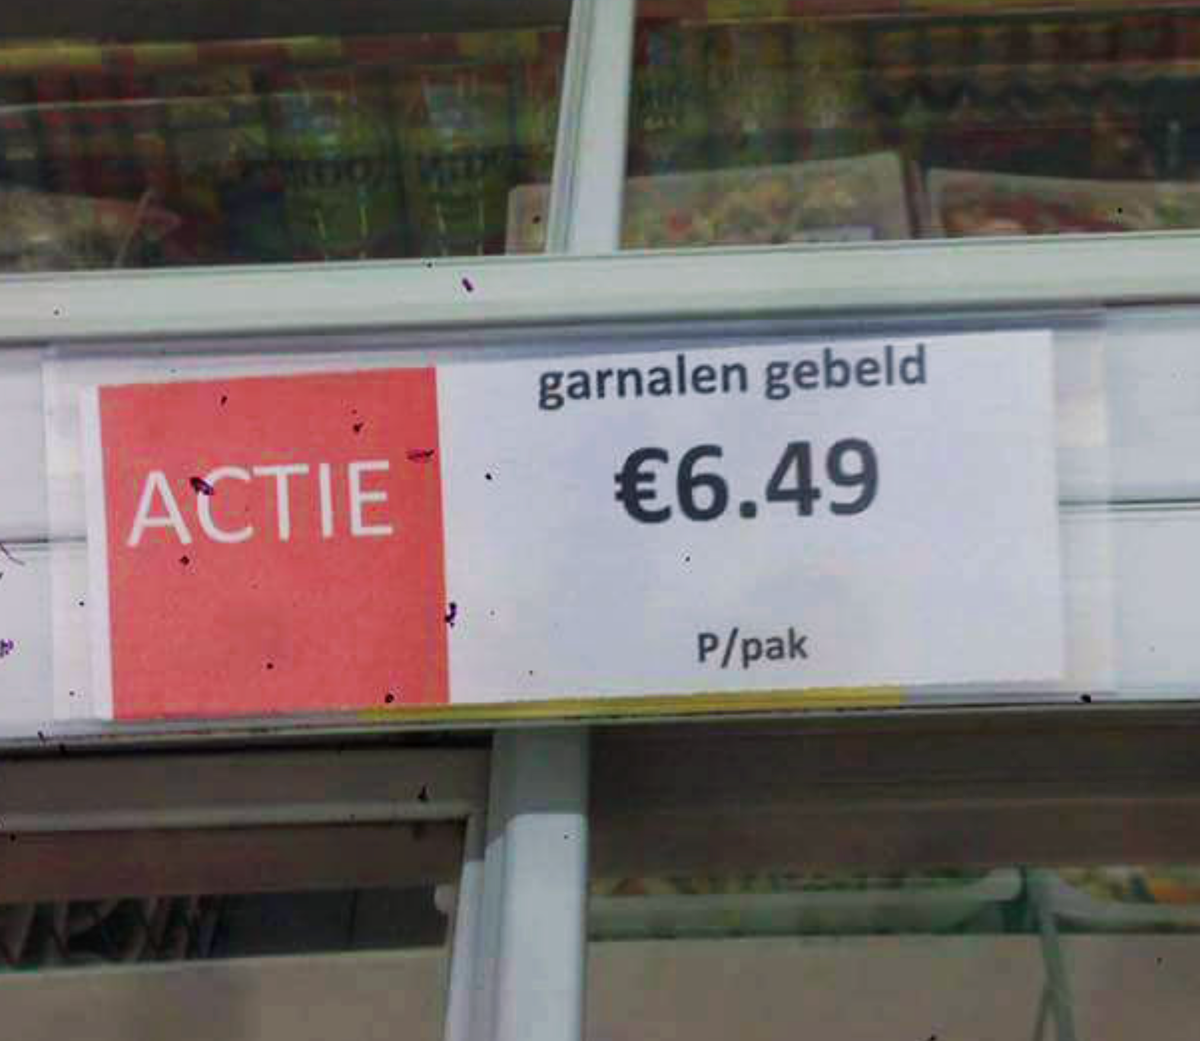 garnalen gebeld
ACTIE
€6.49
P/pak